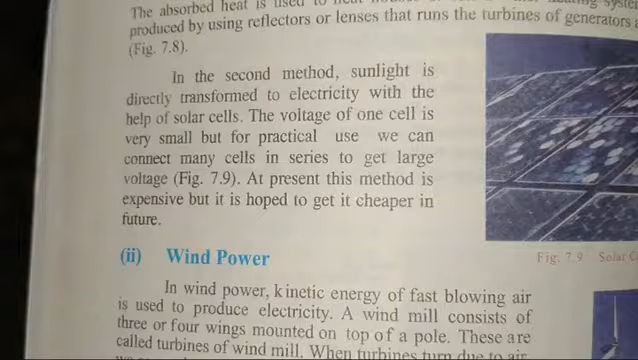 The absorbed heat is used to heat
produced by using reflectors or lenses that runs the turbines of generators
(Fig. 7.8).
In the second method, sunlight is
directly transformed to electricity with the
help of solar cells. The voltage of one cell is
very small but for practical use we can
connect many cells in series to get large
voltage (Fig. 7.9). At present this method is
expensive but it is hoped to get it cheaper in
future.
Fig. 7.9 Solar
(ii) Wind Power
In wind power, kinetic energy of fast blowing air
is used to produce electricity. A wind mill consists of
three or four wings mounted on top of a pole. These are
called turbines of wind mill. When turbines turn due to air